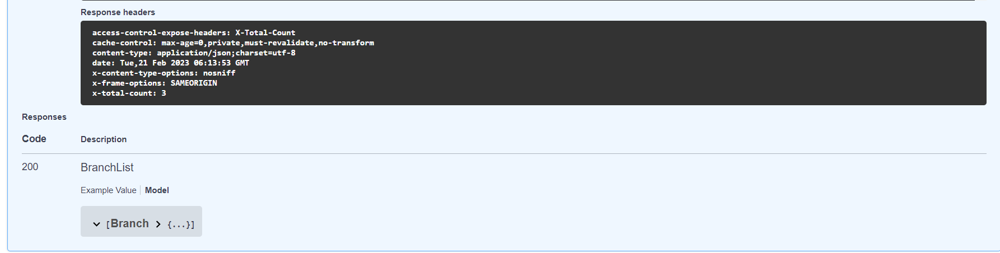 Response headers
access-control-expose-headers: X-Total-Count
cache-control: max-age=0,private,must-revalidate,no-transform
content-type: application/json;charset=utf-8
date: Tue,21 Feb 2023 06:13:53 GMT
x-content-type-options: nosniff
x-frame-options: SAMEORIGIN
x-total-count: 3
Responses
Code Description
200 BranchList
Example Value Model
[Branch {...}]